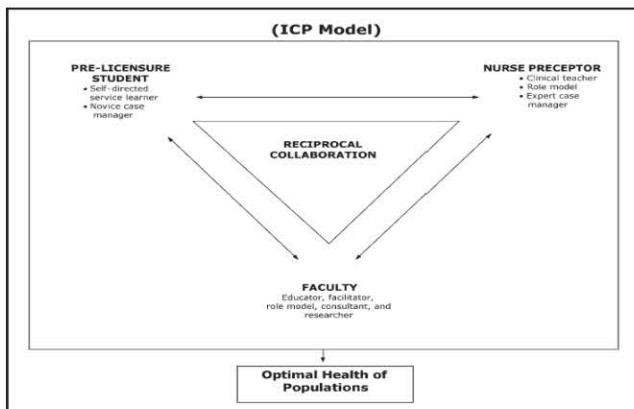 (ICP Model)
PRE-LICENSURE
STUDENT
• Self-directed
service learner
• Novice case
manager
NURSE PRECEPTOR
• Clinical teacher
• Role model
• Expert case
manager
RECIPROCAL
COLLABORATION
FACULTY
Educator, facilitator,
role model, consultant, and
researcher
Optimal Health of
Populations